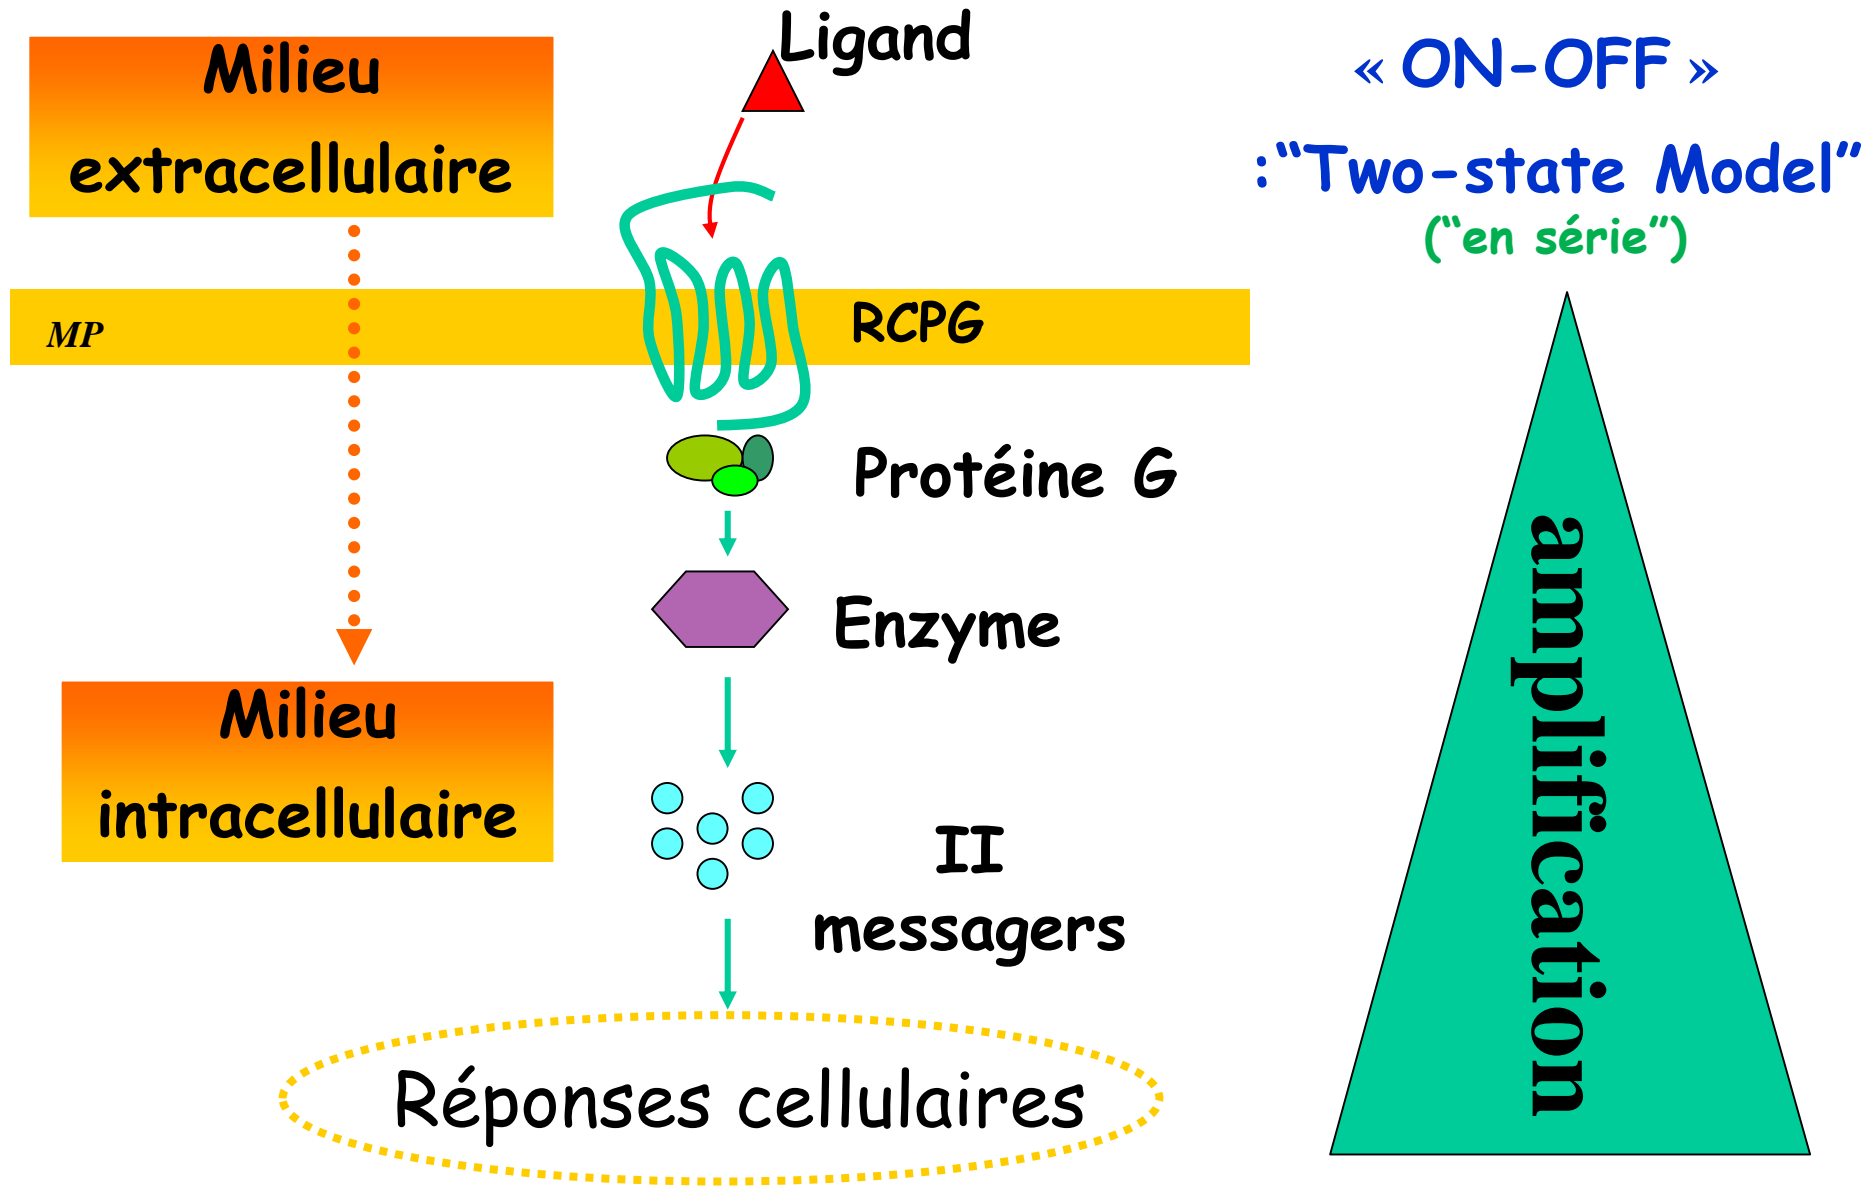 Milieu
extracellulaire
Ligand
« ON-OFF »
:“Two-state Model”
(“en série”)
MP
RCPG
Protéine G
Enzyme
Milieu
intracellulaire
II
messagers
Réponses cellulaires
amplification